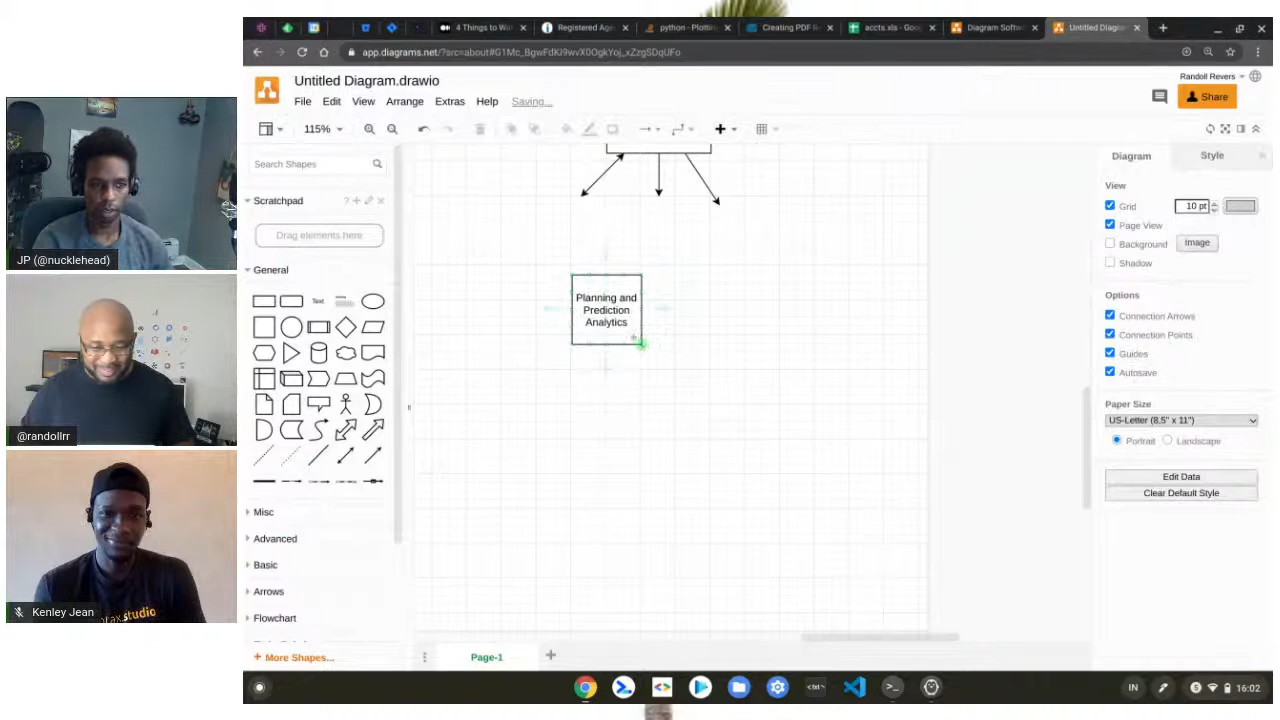 4 Things to Wa
Registered Age
python - Plottin
Creating PDF R
accts.xls - Goo
Diagram Softw
Untitled Diagra
app.diagrams.net/?src=about#G1Mc_BgwFdKl9wvX0OgkYoj_xZzgSDqUFo
Untitled Diagram.drawio
Randoll Revers
File Edit View Arrange Extras Help Saving...
Share
115%
Search Shapes
Scratchpad
Drag elements here
General
Text
Misc
Advanced
Basic
Arrows
Flowchart
+ More Shapes...
Planning and
Prediction
Analytics
Page-1
Diagram Style
View
Grid 10 pt
Page View
Background Image
Shadow
Options
Connection Arrows
Connection Points
Guides
Autosave
Paper Size
US-Letter (8,5" x 11")
Portrait Landscape
Edit Data
Clear Default Style
JP (@nucklehead)
@randollrr
Kenley Jean
rax.studio
IN
16:02